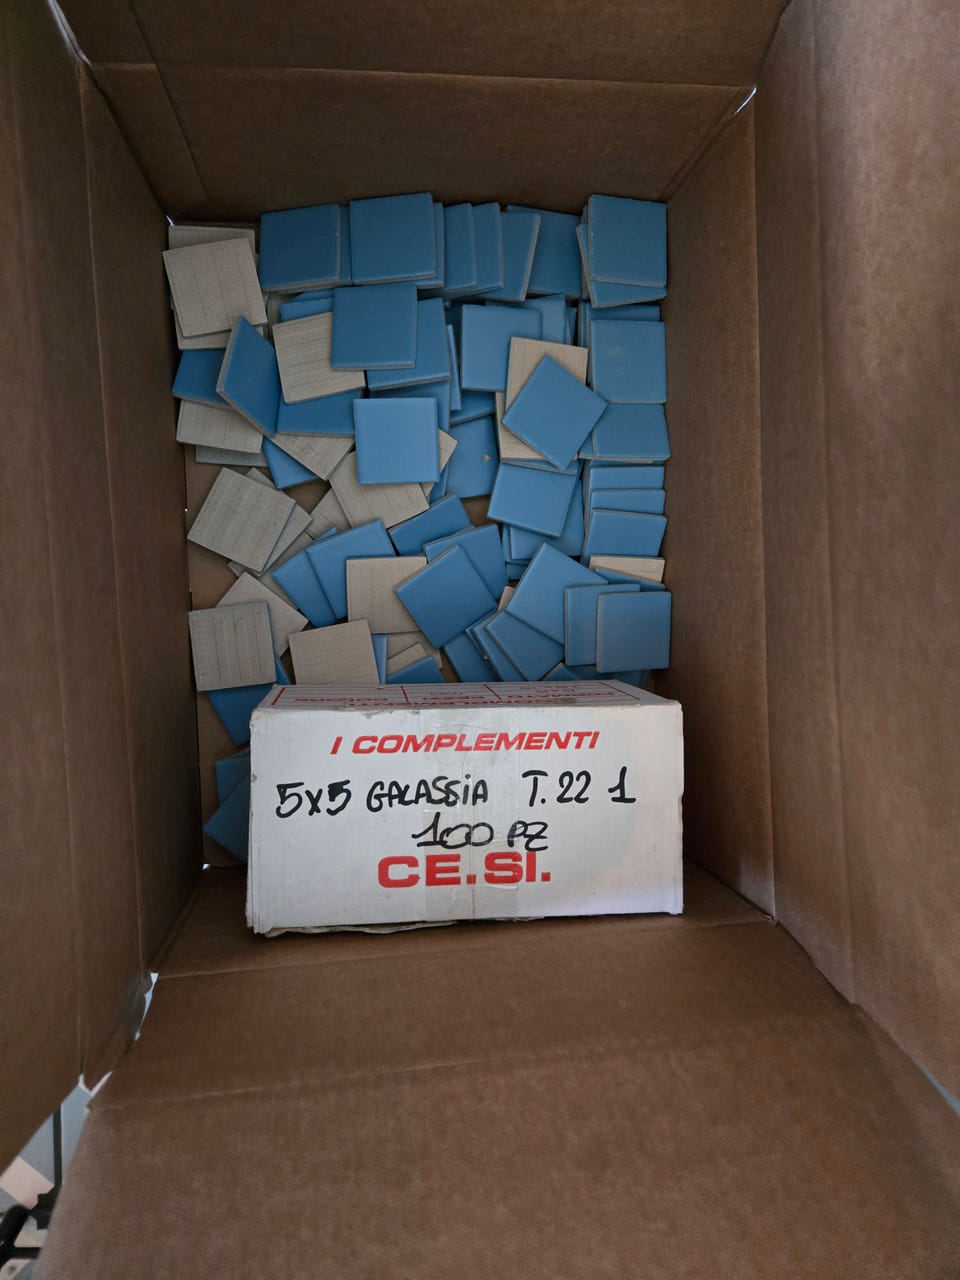 I COMPLEMENTI
5x5 GALASSIA T. 22 1
100 PZ
CE.SI.